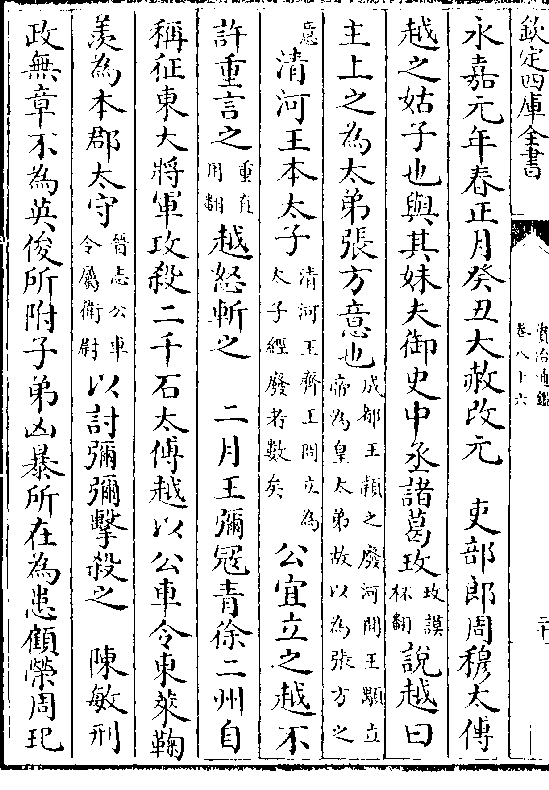 欽定四庫全書
資治通鑑
卷八十六
永嘉元年春正月癸丑大赦改元　吏部郎周穆太傅
越之姑子也與其妹夫御史中丞諸葛玫玫謨杯翻說越曰
主上之為太弟張方意也成都王穎之廢河間王顒立帝為皇太弟故以為張方之
意清河王本太子清河王齊王冏立為太子經廢者數矣公宜立之越不
許重言之重直用翻越怒斬之　二月王彌寇青徐二州自
稱征東大將軍攻殺二千石太傅越以公車令東萊鞠
羨為本郡太守晉志公車令屬衛尉以討彌彌擊殺之　陳敏刑
政無章不為英俊所附子弟凶暴所在為患顧榮周玘